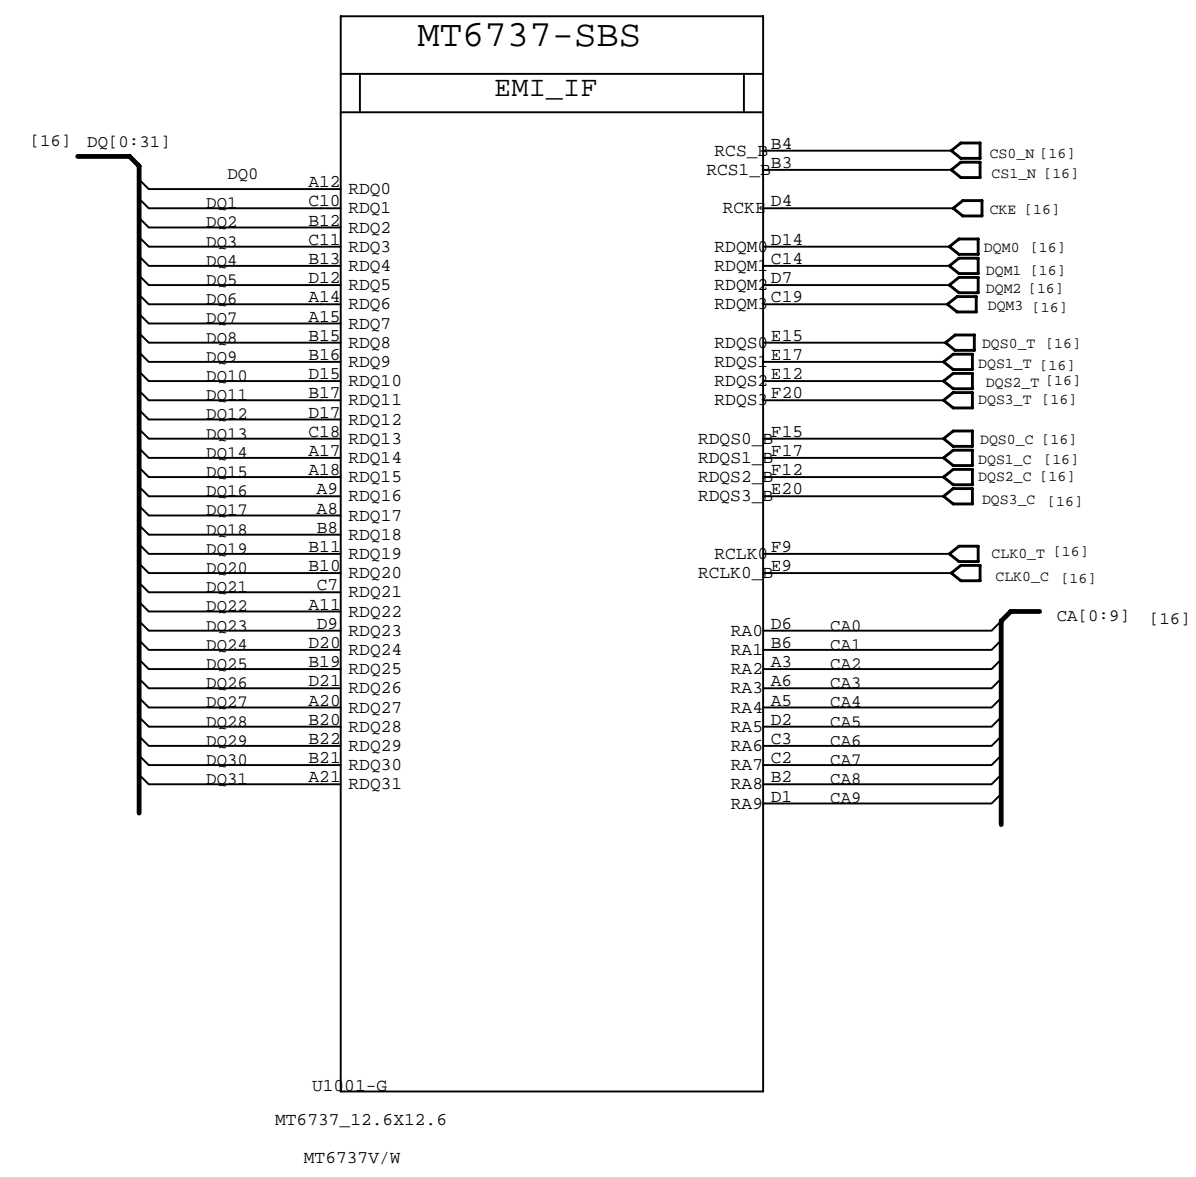 MT6737-SBS
EMI_IF
[16] DQ[0:31]
DQ0 A12 RDQ0
DQ1 C10 RDQ1
DQ2 B12 RDQ2
DQ3 C11 RDQ3
DQ4 B13 RDQ4
DQ5 D12 RDQ5
DQ6 A14 RDQ6
DQ7 A15 RDQ7
DQ8 B15 RDQ8
DQ9 B16 RDQ9
DQ10 D15 RDQ10
DQ11 B17 RDQ11
DQ12 D17 RDQ12
DQ13 C18 RDQ13
DQ14 A17 RDQ14
DQ15 A18 RDQ15
DQ16 A9 RDQ16
DQ17 A8 RDQ17
DQ18 B8 RDQ18
DQ19 B11 RDQ19
DQ20 B10 RDQ20
DQ21 C7 RDQ21
DQ22 A11 RDQ22
DQ23 D9 RDQ23
DQ24 D20 RDQ24
DQ25 B19 RDQ25
DQ26 D21 RDQ26
DQ27 A20 RDQ27
DQ28 B20 RDQ28
DQ29 B22 RDQ29
DQ30 B21 RDQ30
DQ31 A21 RDQ31
RCS_B B4 CS0_N [16]
RCS1_B B3 CS1_N [16]
RCKE D4 CKE [16]
RDQM0 D14 DQM0 [16]
RDQM1 C14 DQM1 [16]
RDQM2 D7 DQM2 [16]
RDQM3 C19 DQM3 [16]
RDQS0 E15 DQS0_T [16]
RDQS1 E17 DQS1_T [16]
RDQS2 E12 DQS2_T [16]
RDQS3 F20 DQS3_T [16]
RDQS0_B F15 DQS0_C [16]
RDQS1_B F17 DQS1_C [16]
RDQS2_B F12 DQS2_C [16]
RDQS3_B E20 DQS3_C [16]
RCLK0 F9 CLK0_T [16]
RCLK0_B E9 CLK0_C [16]
CA[0:9] [16]
RA0 D6 CA0
RA1 B6 CA1
RA2 A3 CA2
RA3 A6 CA3
RA4 A5 CA4
RA5 D2 CA5
RA6 C3 CA6
RA7 C2 CA7
RA8 B2 CA8
RA9 D1 CA9
U1001-G
MT6737_12.6X12.6
MT6737V/W